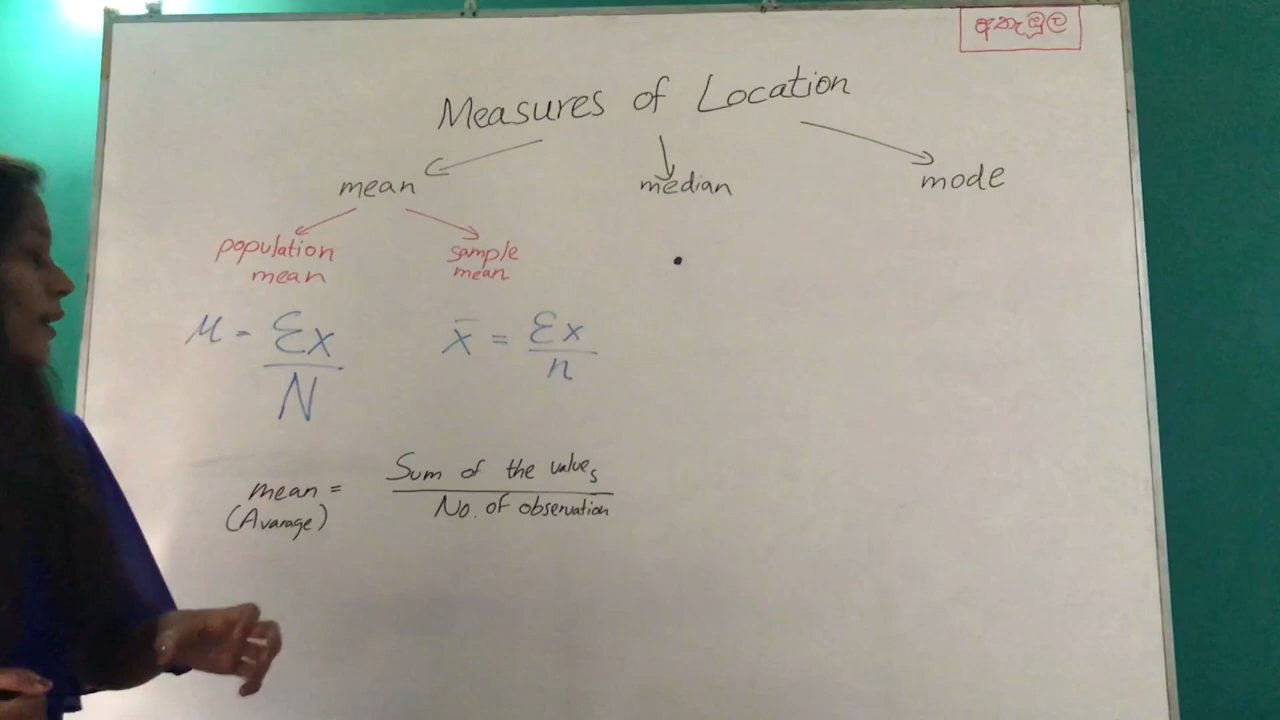 අතැඹුල
Measures of Location
mean median mode
population mean
sample mean
μ = Σx / N
x̄ = Σx / n
mean = Sum of the values / No. of observation
(Avarage)